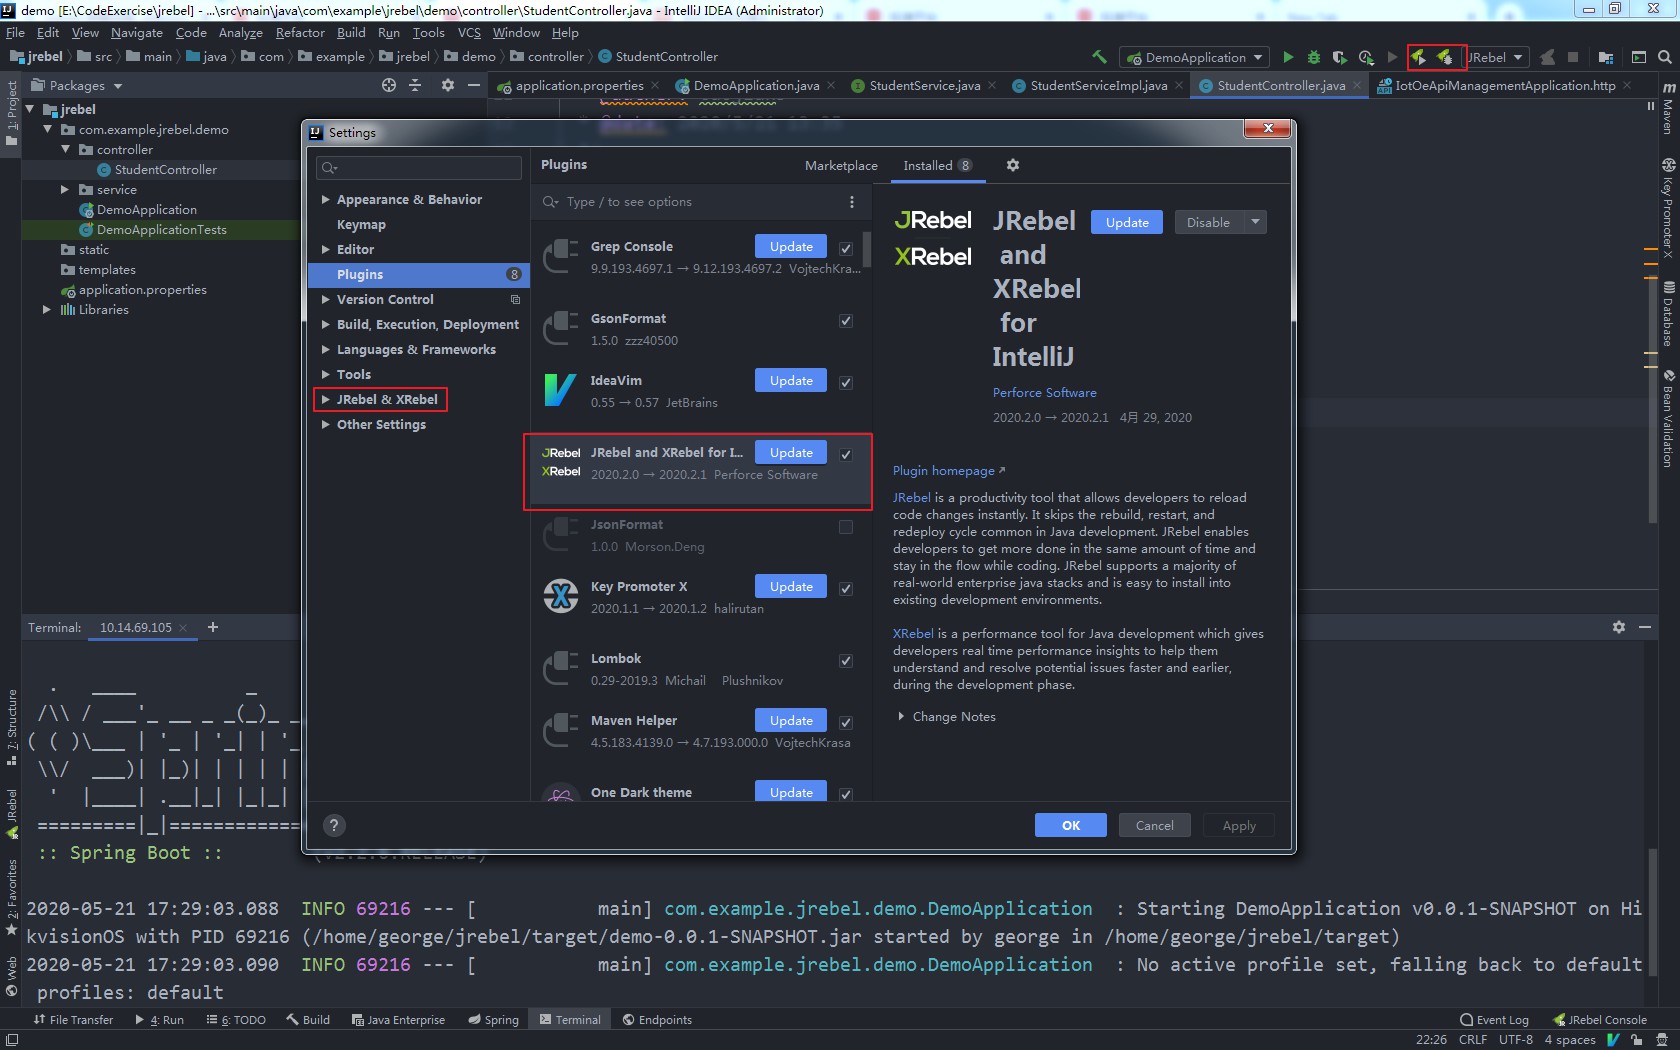 demo [E:\CodeExercise\jrebel] - ...\src\main\java\com\example\jrebel\demo\controller\StudentController.java - IntelliJ IDEA (Administrator)
File Edit View Navigate Code Analyze Refactor Build Run Tools VCS Window Help
jrebel src main java com example jrebel demo controller StudentController
DemoApplication
JRebel
Packages
application.properties DemoApplication.java StudentService.java StudentServiceImpl.java StudentController.java IotOeApiManagementApplication.http
1: Project
jrebel
com.example.jrebel.demo
controller
StudentController
service
DemoApplication
DemoApplicationTests
static
templates
application.properties
Libraries
Settings
Appearance & Behavior
Keymap
Editor
Plugins 8
Version Control
Build, Execution, Deployment
Languages & Frameworks
Tools
JRebel & XRebel
Other Settings
Plugins Marketplace Installed 8
Type / to see options
Grep Console Update
9.9.193.4697.1 → 9.12.193.4697.2 VojtechKra...
GsonFormat
1.5.0 zzz40500
IdeaVim Update
0.55 → 0.57 JetBrains
JRebel XRebel
JRebel and XRebel for I... Update
2020.2.0 → 2020.2.1 Perforce Software
JsonFormat
1.0.0 Morson.Deng
Key Promoter X Update
2020.1.1 → 2020.1.2 halirutan
Lombok
0.29-2019.3 Michail Plushnikov
Maven Helper Update
4.5.183.4139.0 → 4.7.193.000.0 VojtechKrasa
One Dark theme Update
JRebel
XRebel
JRebel
and
XRebel
for
IntelliJ
Update Disable
Perforce Software
2020.2.0 → 2020.2.1 4月 29, 2020
Plugin homepage ↗
JRebel is a productivity tool that allows developers to reload
code changes instantly. It skips the rebuild, restart, and
redeploy cycle common in Java development. JRebel enables
developers to get more done in the same amount of time and
stay in the flow while coding. JRebel supports a majority of
real-world enterprise java stacks and is easy to install into
existing development environments.
XRebel is a performance tool for Java development which gives
developers real time performance insights to help them
understand and resolve potential issues faster and earlier,
during the development phase.
Change Notes
? OK Cancel Apply
Maven
Key Promoter X
Database
Bean Validation
Terminal: 10.14.69.105 × +
7: Structure
JRebel
2: Favorites
Web
:: Spring Boot ::
2020-05-21 17:29:03.088 INFO 69216 --- [ main] com.example.jrebel.demo.DemoApplication : Starting DemoApplication v0.0.1-SNAPSHOT on Hi
kvisionOS with PID 69216 (/home/george/jrebel/target/demo-0.0.1-SNAPSHOT.jar started by george in /home/george/jrebel/target)
2020-05-21 17:29:03.090 INFO 69216 --- [ main] com.example.jrebel.demo.DemoApplication : No active profile set, falling back to default
profiles: default
File Transfer 4: Run 6: TODO Build Java Enterprise Spring Terminal Endpoints Event Log JRebel Console
22:26 CRLF UTF-8 4 spaces